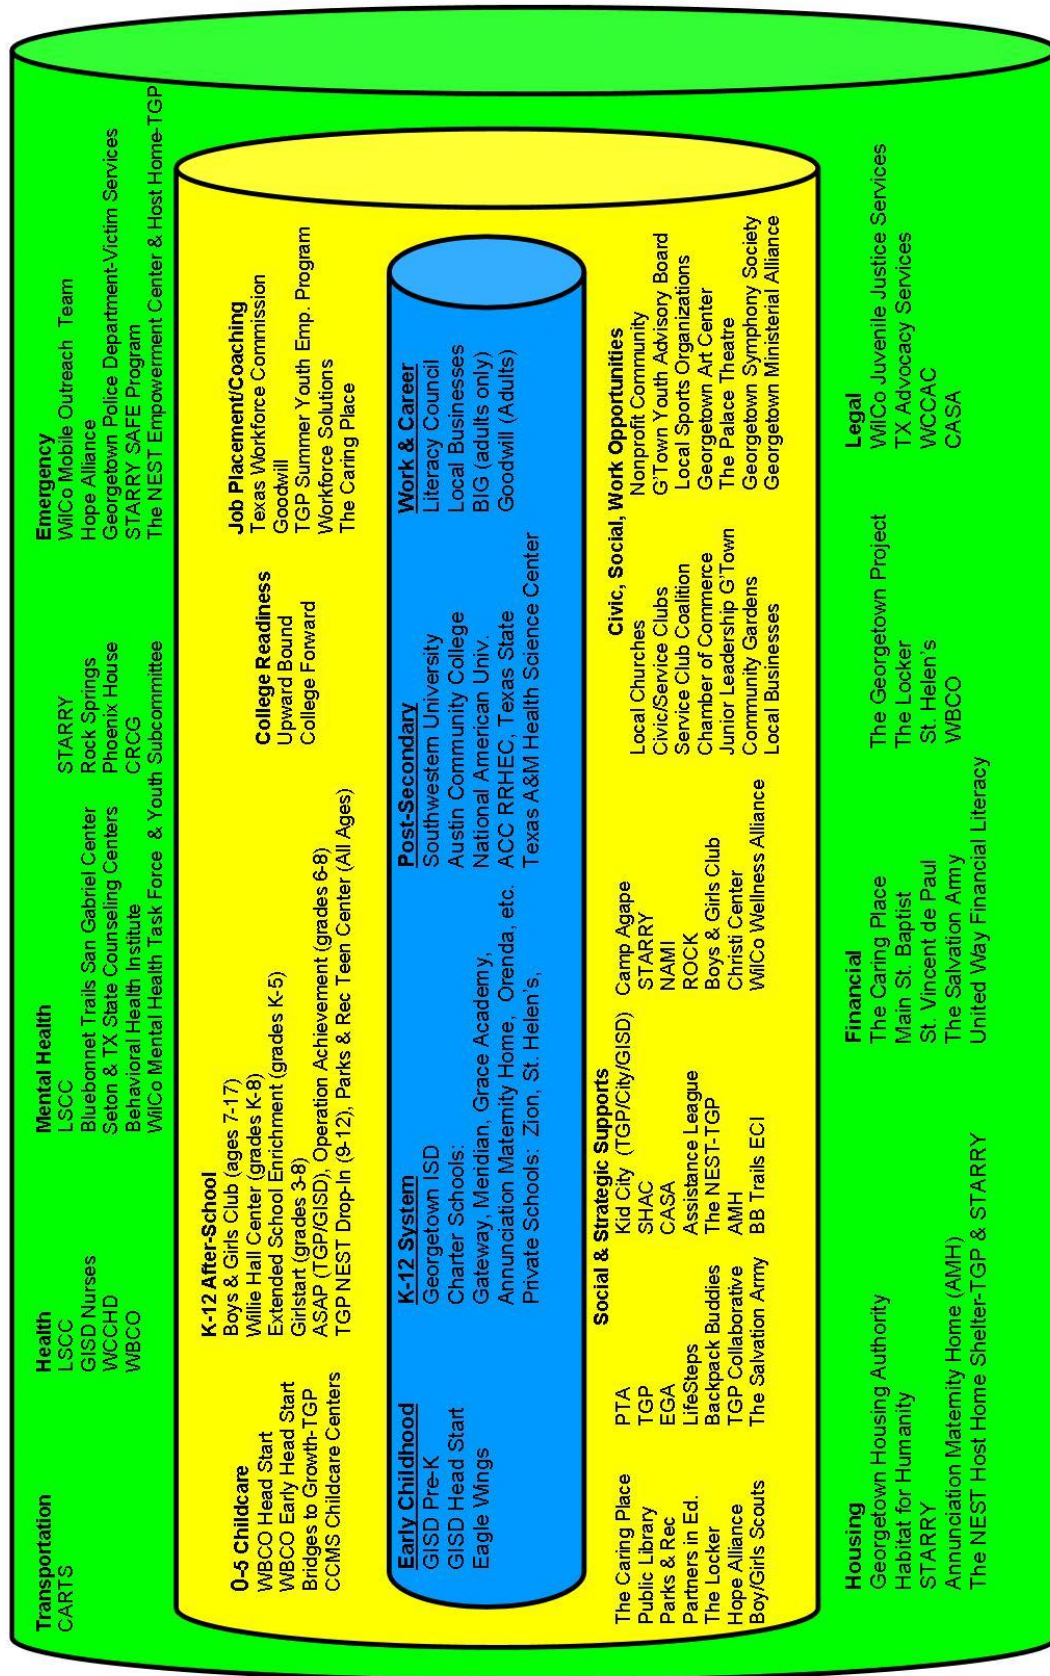 Transportation
CARTS
Health
LSCC
GISD Nurses
WCCHD
WBCO
Mental Health
LSCC
Bluebonnet Trails San Gabriel Center
Seton & TX State Counseling Centers
Behavioral Health Institute
WilCo Mental Health Task Force & Youth Subcommittee
STARRY
Rock Springs
Phoenix House
CRCG
Emergency
WilCo Mobile Outreach Team
Hope Alliance
Georgetown Police Department-Victim Services
STARRY SAFE Program
The NEST Empowerment Center & Host Home-TGP
0-5 Childcare
WBCO Head Start
WBCO Early Head Start
Bridges to Growth-TGP
CCMS Childcare Centers
K-12 After-School
Boys & Girls Club (ages 7-17)
Willie Hall Center (grades K-8)
Extended School Enrichment (grades K-5)
Girlstart (grades 3-8)
ASAP (TGP/GISD), Operation Achievement (grades 6-8)
TGP NEST Drop-In (9-12), Parks & Rec Teen Center (All Ages)
College Readiness
Upward Bound
College Forward
Job Placement/Coaching
Texas Workforce Commission
Goodwill
TGP Summer Youth Emp. Program
Workforce Solutions
The Caring Place
Early Childhood
GISD Pre-K
GISD Head Start
Eagle Wings
K-12 System
Georgetown ISD
Charter Schools:
Gateway, Meridian, Grace Academy,
Annunciation Maternity Home, Orenda, etc.
Private Schools: Zion, St. Helen's,
Post-Secondary
Southwestern University
Austin Community College
National American Univ.
ACC RRHEC, Texas State
Texas A&M Health Science Center
Work & Career
Literacy Council
Local Businesses
BIG (adults only)
Goodwill (Adults)
Social & Strategic Supports
The Caring Place
Public Library
Parks & Rec
Partners in Ed.
The Locker
Hope Alliance
Boy/Girls Scouts
PTA
TGP
EGA
LifeSteps
Backpack Buddies
TGP Collaborative
The Salvation Army
Kid City (TGP/City/GISD)
SHAC
CASA
Assistance League
The NEST-TGP
AMH
BB Trails ECI
Camp Agape
STARRY
NAMI
ROCK
Boys & Girls Club
Christi Center
WilCo Wellness Alliance
Civic, Social, Work Opportunities
Local Churches
Civic/Service Clubs
Service Club Coalition
Chamber of Commerce
Junior Leadership G'Town
Community Gardens
Local Businesses
Nonprofit Community
G'Town Youth Advisory Board
Local Sports Organizations
Georgetown Art Center
The Palace Theatre
Georgetown Symphony Society
Georgetown Ministerial Alliance
Housing
Georgetown Housing Authority
Habitat for Humanity
STARRY
Annunciation Maternity Home (AMH)
The NEST Host Home Shelter-TGP & STARRY
Financial
The Caring Place
Main St. Baptist
St. Vincent de Paul
The Salvation Army
United Way Financial Literacy
The Georgetown Project
The Locker
St. Helen's
WBCO
Legal
WilCo Juvenile Justice Services
TX Advocacy Services
WCCAC
CASA